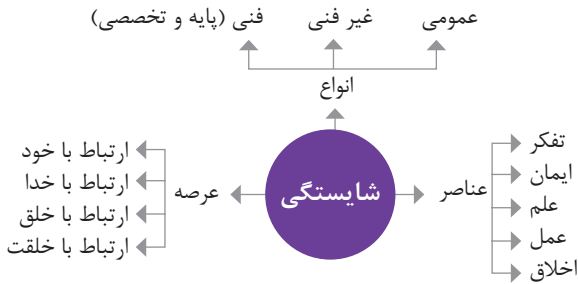 عمومی
غیر فنی
فنی (پایه و تخصصی)
انواع
شایستگی
عناصر
تفکر
ایمان
علم
عمل
اخلاق
عرصه
ارتباط با خود
ارتباط با خدا
ارتباط با خلق
ارتباط با خلقت